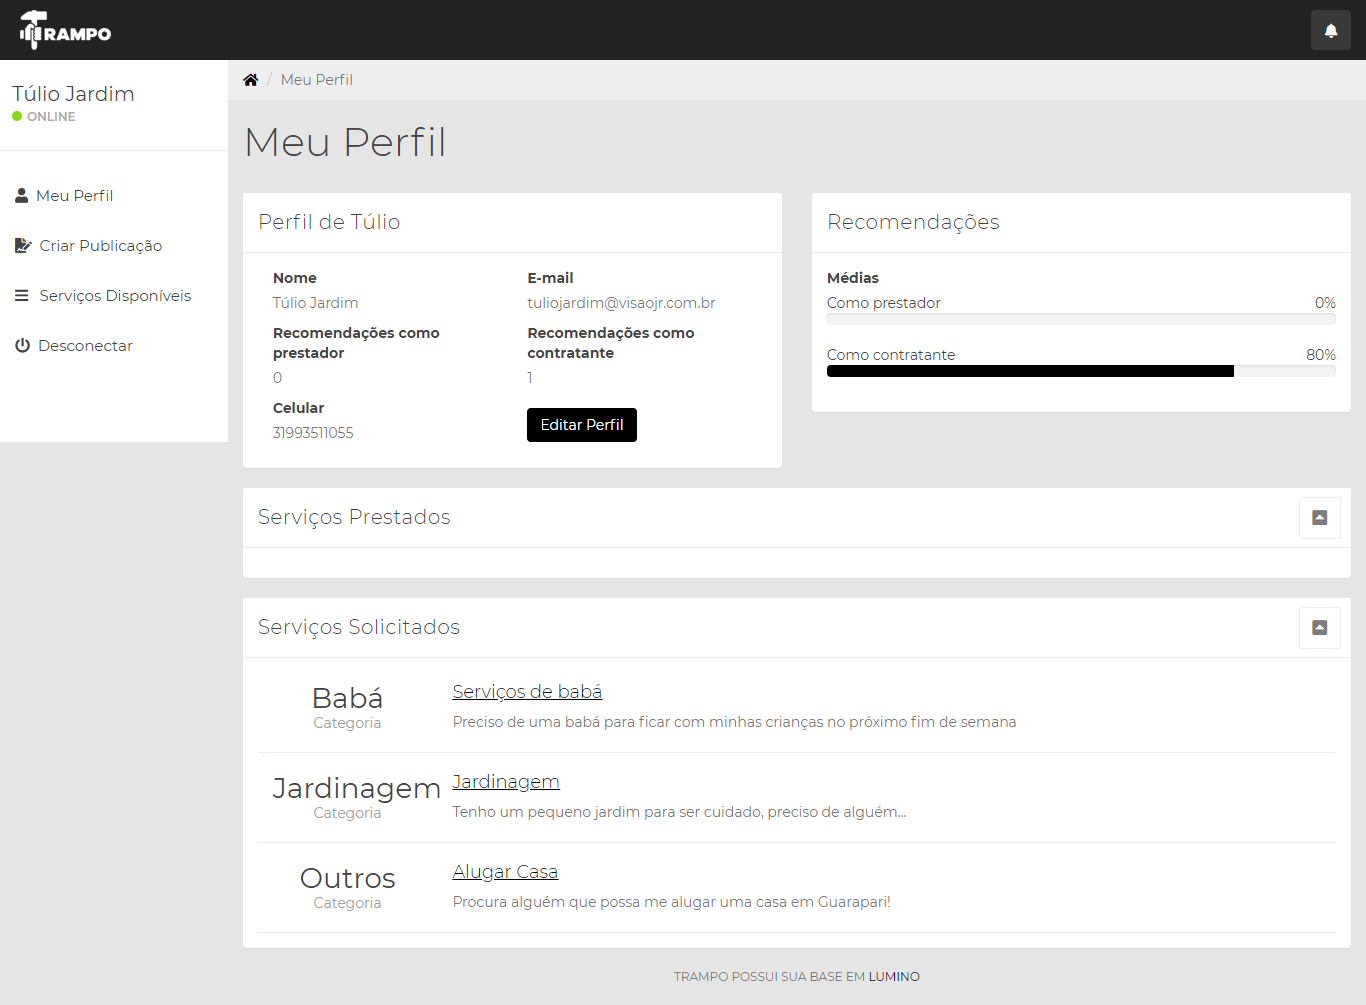 TRAMPO
Túlio Jardim
ONLINE
Meu Perfil
Criar Publicação
Serviços Disponíveis
Desconectar
/ Meu Perfil
Meu Perfil
Perfil de Túlio
Nome
Túlio Jardim
E-mail
tuliojardim@visaojr.com.br
Recomendações como
prestador
0
Recomendações como
contratante
1
Celular
31993511055
Editar Perfil
Recomendações
Médias
Como prestador 0%
Como contratante 80%
Serviços Prestados
Serviços Solicitados
Babá
Categoria
Serviços de babá
Preciso de uma babá para ficar com minhas crianças no próximo fim de semana
Jardinagem
Categoria
Jardinagem
Tenho um pequeno jardim para ser cuidado, preciso de alguém...
Outros
Categoria
Alugar Casa
Procura alguém que possa me alugar uma casa em Guarapari!
TRAMPO POSSUI SUA BASE EM LUMINO